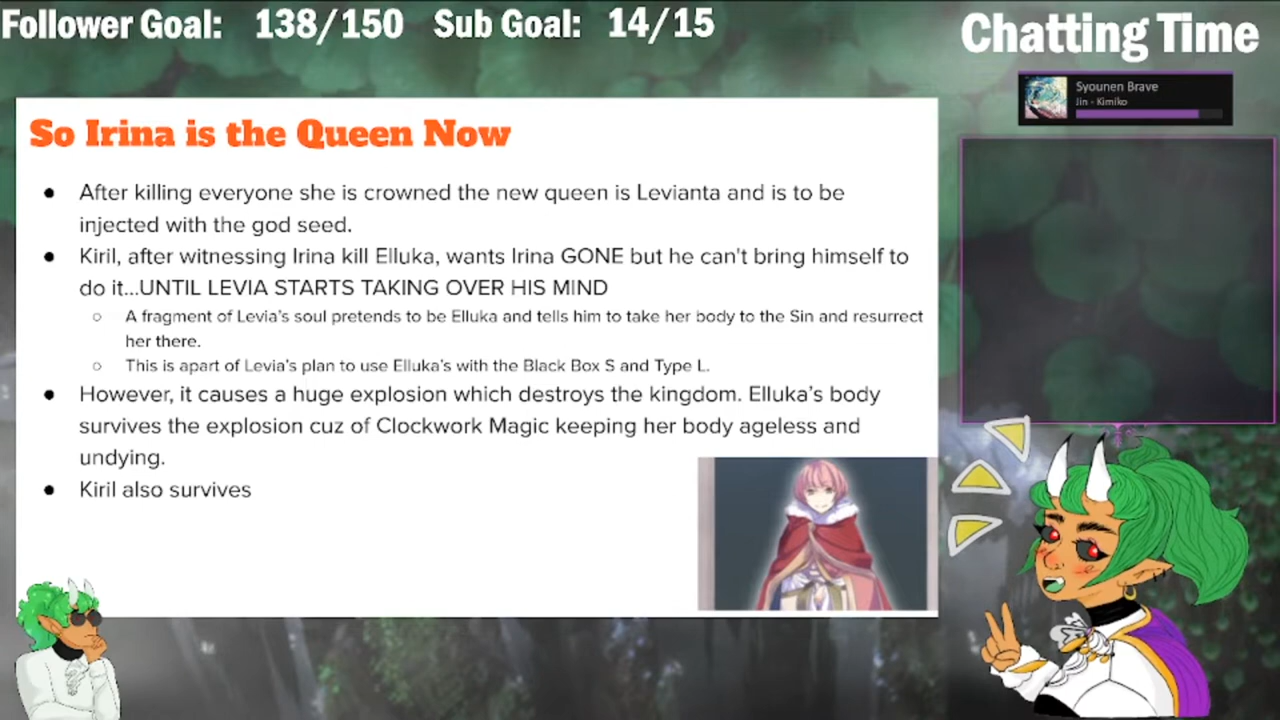 Follower Goal: 138/150 Sub Goal: 14/15
Chatting Time
Syounen Brave
Jin - Kimiko
So Irina is the Queen Now
● After killing everyone she is crowned the new queen is Levianta and is to be
injected with the god seed.
● Kiril, after witnessing Irina kill Elluka, wants Irina GONE but he can't bring himself to
do it...UNTIL LEVIA STARTS TAKING OVER HIS MIND
○ A fragment of Levia's soul pretends to be Elluka and tells him to take her body to the Sin and resurrect
her there.
○ This is apart of Levia's plan to use Elluka's with the Black Box S and Type L.
● However, it causes a huge explosion which destroys the kingdom. Elluka's body
survives the explosion cuz of Clockwork Magic keeping her body ageless and
undying.
● Kiril also survives